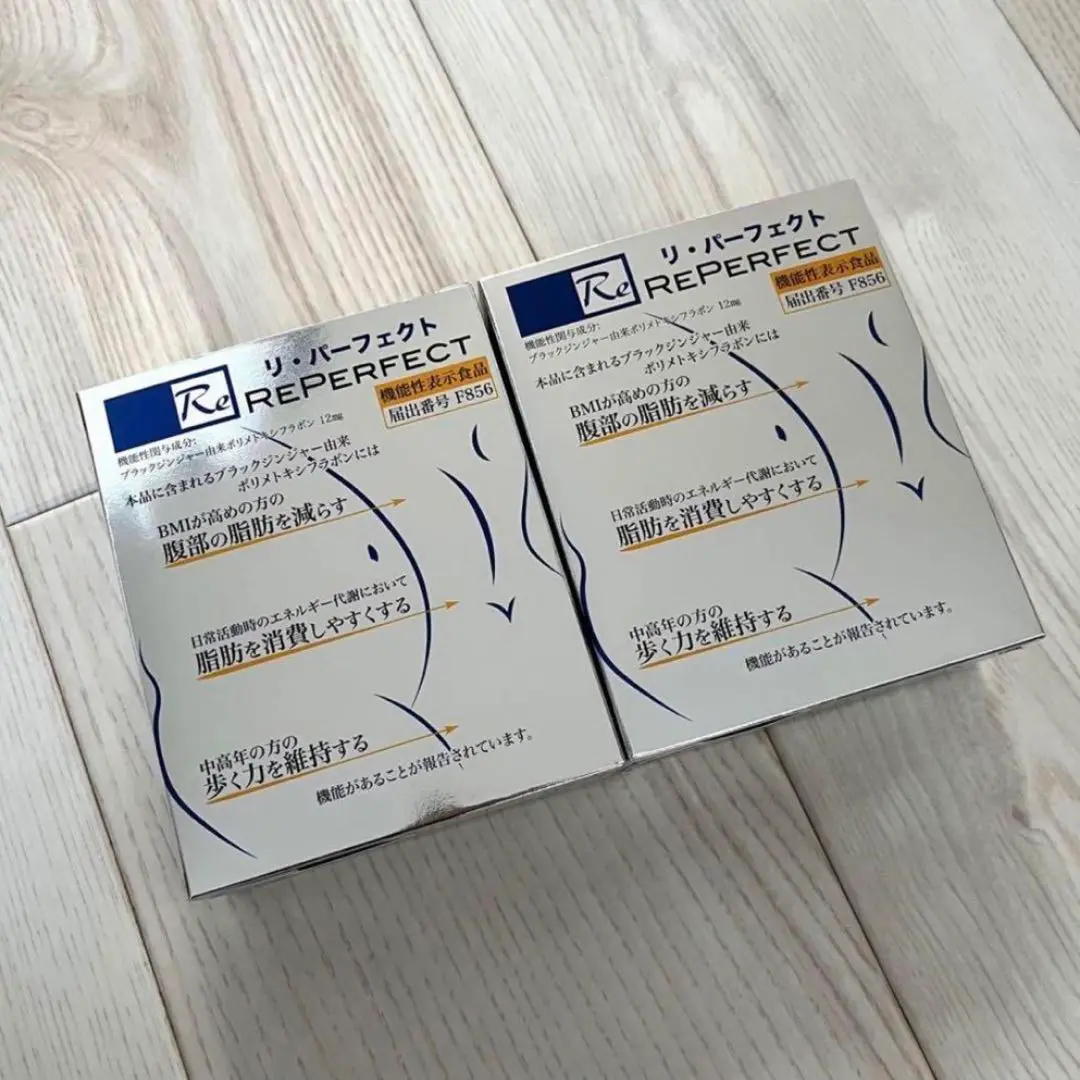 Re
リ・パーフェクト
REPERFECT
機能性表示食品
届出番号 F856
機能性関与成分:
ブラックジンジャー由来ポリメトキシフラボン 12mg
本品に含まれるブラックジンジャー由来
ポリメトキシフラボンには
BMIが高めの方の
腹部の脂肪を減らす
日常活動時のエネルギー代謝において
脂肪を消費しやすくする
中高年の方の
歩く力を維持する
機能があることが報告されています。
Re
リ・パーフェクト
REPERFECT
機能性表示食品
届出番号 F856
機能性関与成分:
ブラックジンジャー由来ポリメトキシフラボン 12mg
本品に含まれるブラックジンジャー由来
ポリメトキシフラボンには
BMIが高めの方の
腹部の脂肪を減らす
日常活動時のエネルギー代謝において
脂肪を消費しやすくする
中高年の方の
歩く力を維持する
機能があることが報告されています。